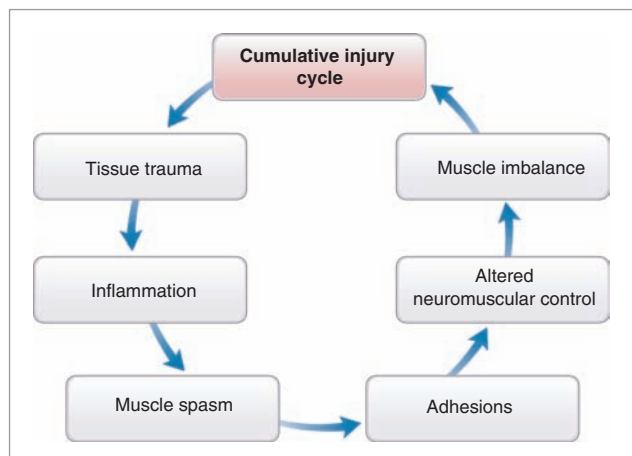 Cumulative injury
cycle
Tissue trauma
Muscle imbalance
Inflammation
Altered
neuromuscular control
Muscle spasm
Adhesions